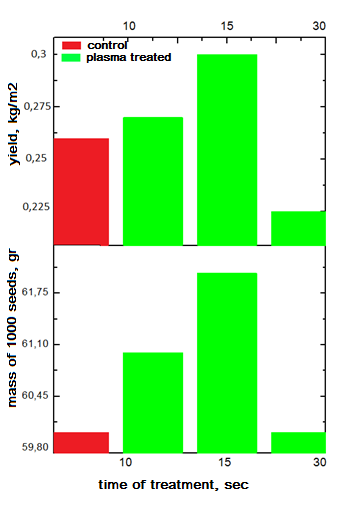 10 15 30
control
plasma treated
0,3
0,275
0,25
0,225
yield, kg/m2
61,75
61,10
60,45
59,80
mass of 1000 seeds, gr
10 15 30
time of treatment, sec